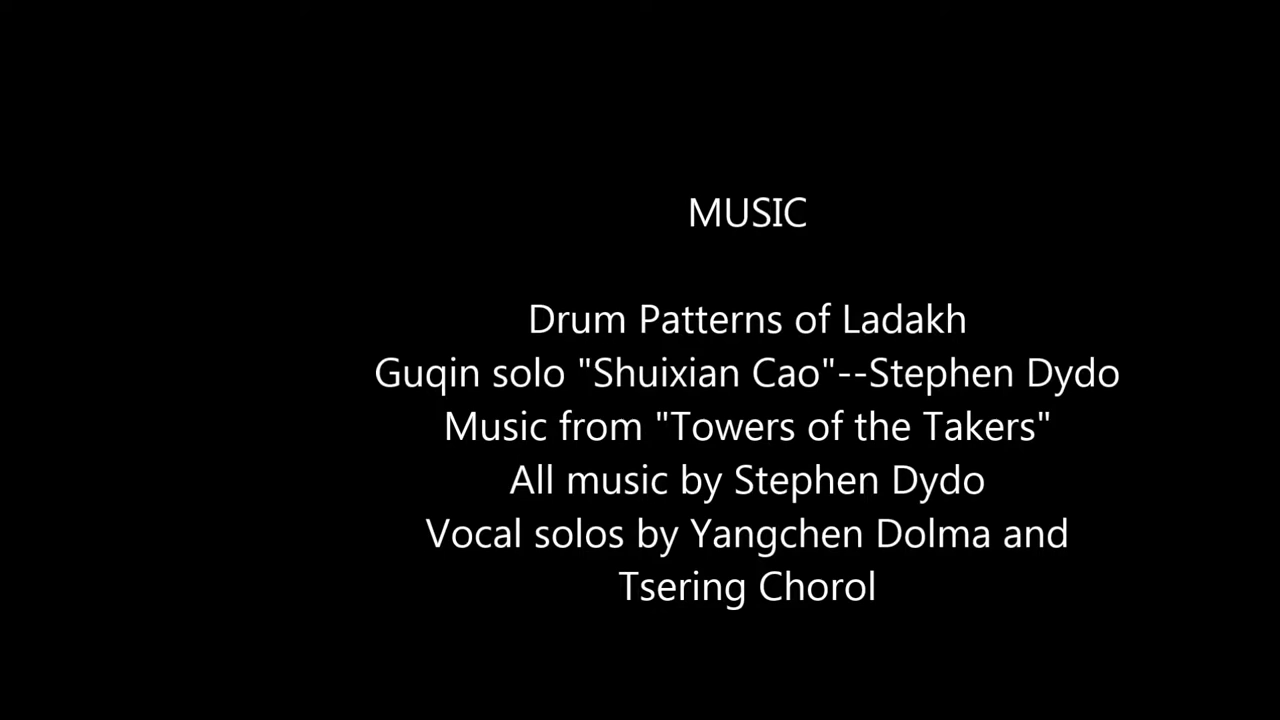 MUSIC
Drum Patterns of Ladakh
Guqin solo "Shuixian Cao"--Stephen Dydo
Music from "Towers of the Takers"
All music by Stephen Dydo
Vocal solos by Yangchen Dolma and
Tsering Chorol